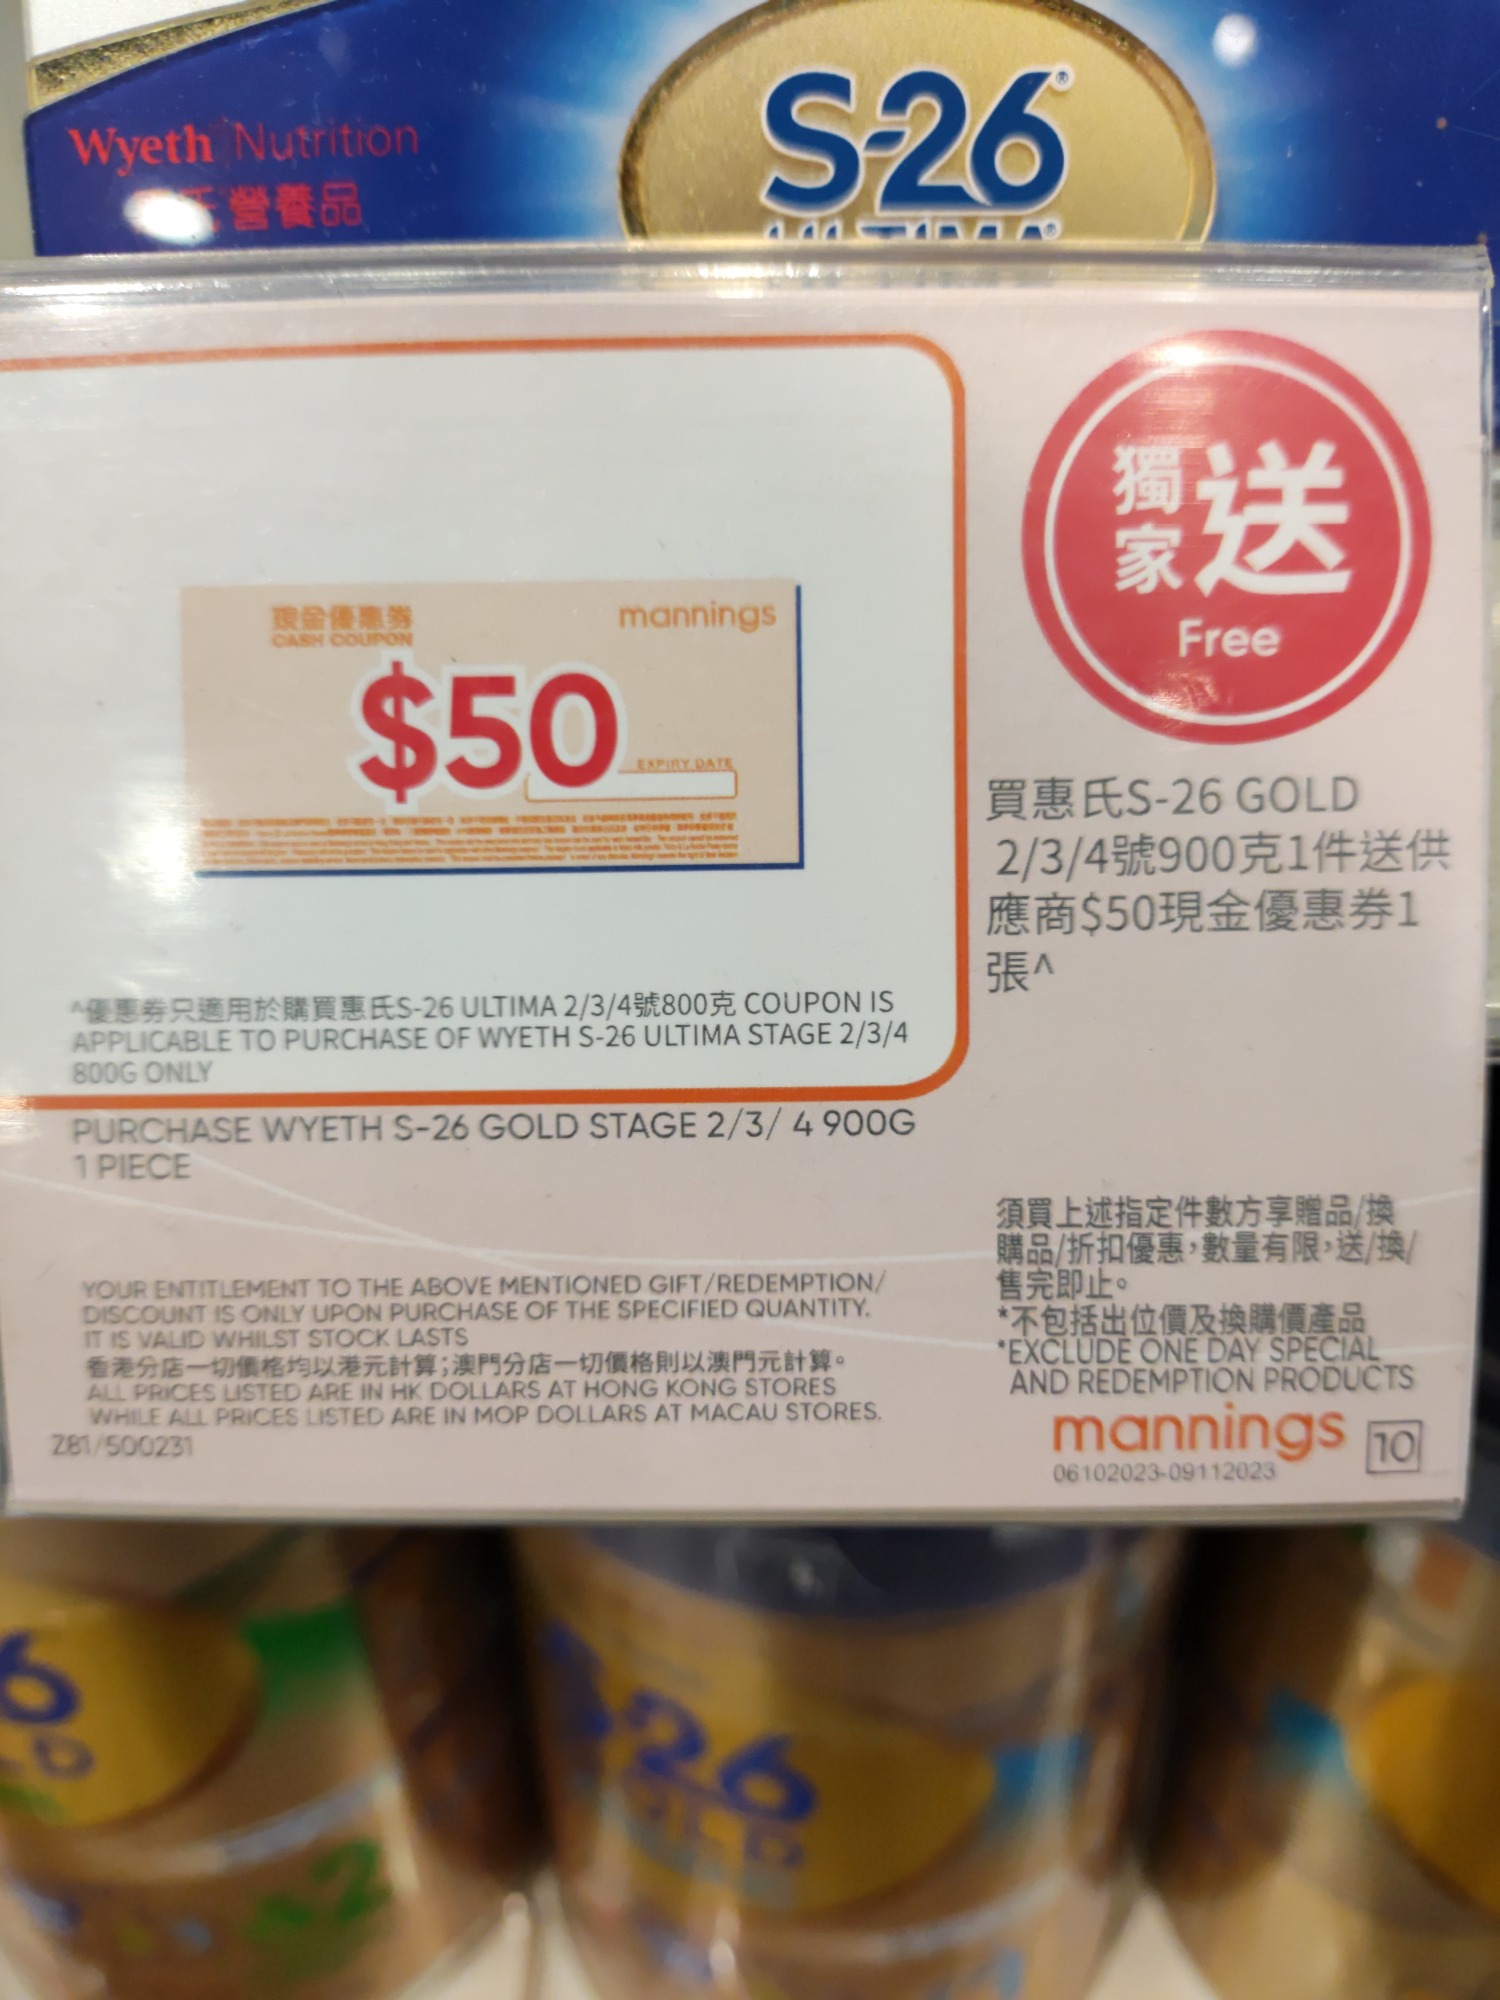 Wyeth Nutrition
氏營養品
S-26®
ULTIMA®
現金優惠券
CASH COUPON
mannings
$50
EXPIRY DATE
獨家送
Free
買惠氏S-26 GOLD
2/3/4號900克1件送供
應商$50現金優惠券1
張^
^優惠券只適用於購買惠氏S-26 ULTIMA 2/3/4號800克 COUPON IS
APPLICABLE TO PURCHASE OF WYETH S-26 ULTIMA STAGE 2/3/4
800G ONLY
PURCHASE WYETH S-26 GOLD STAGE 2/3/ 4 900G
1 PIECE
YOUR ENTITLEMENT TO THE ABOVE MENTIONED GIFT/REDEMPTION/
DISCOUNT IS ONLY UPON PURCHASE OF THE SPECIFIED QUANTITY.
IT IS VALID WHILST STOCK LASTS
香港分店一切價格均以港元計算;澳門分店一切價格則以澳門元計算。
ALL PRICES LISTED ARE IN HK DOLLARS AT HONG KONG STORES
WHILE ALL PRICES LISTED ARE IN MOP DOLLARS AT MACAU STORES.
Z81/500231
須買上述指定件數方享贈品/換
購品/折扣優惠,數量有限,送/換/
售完即止。
*不包括出位價及換購價產品
*EXCLUDE ONE DAY SPECIAL
AND REDEMPTION PRODUCTS
mannings
10
06102023-09112023
6
LD
2
26
GOLD